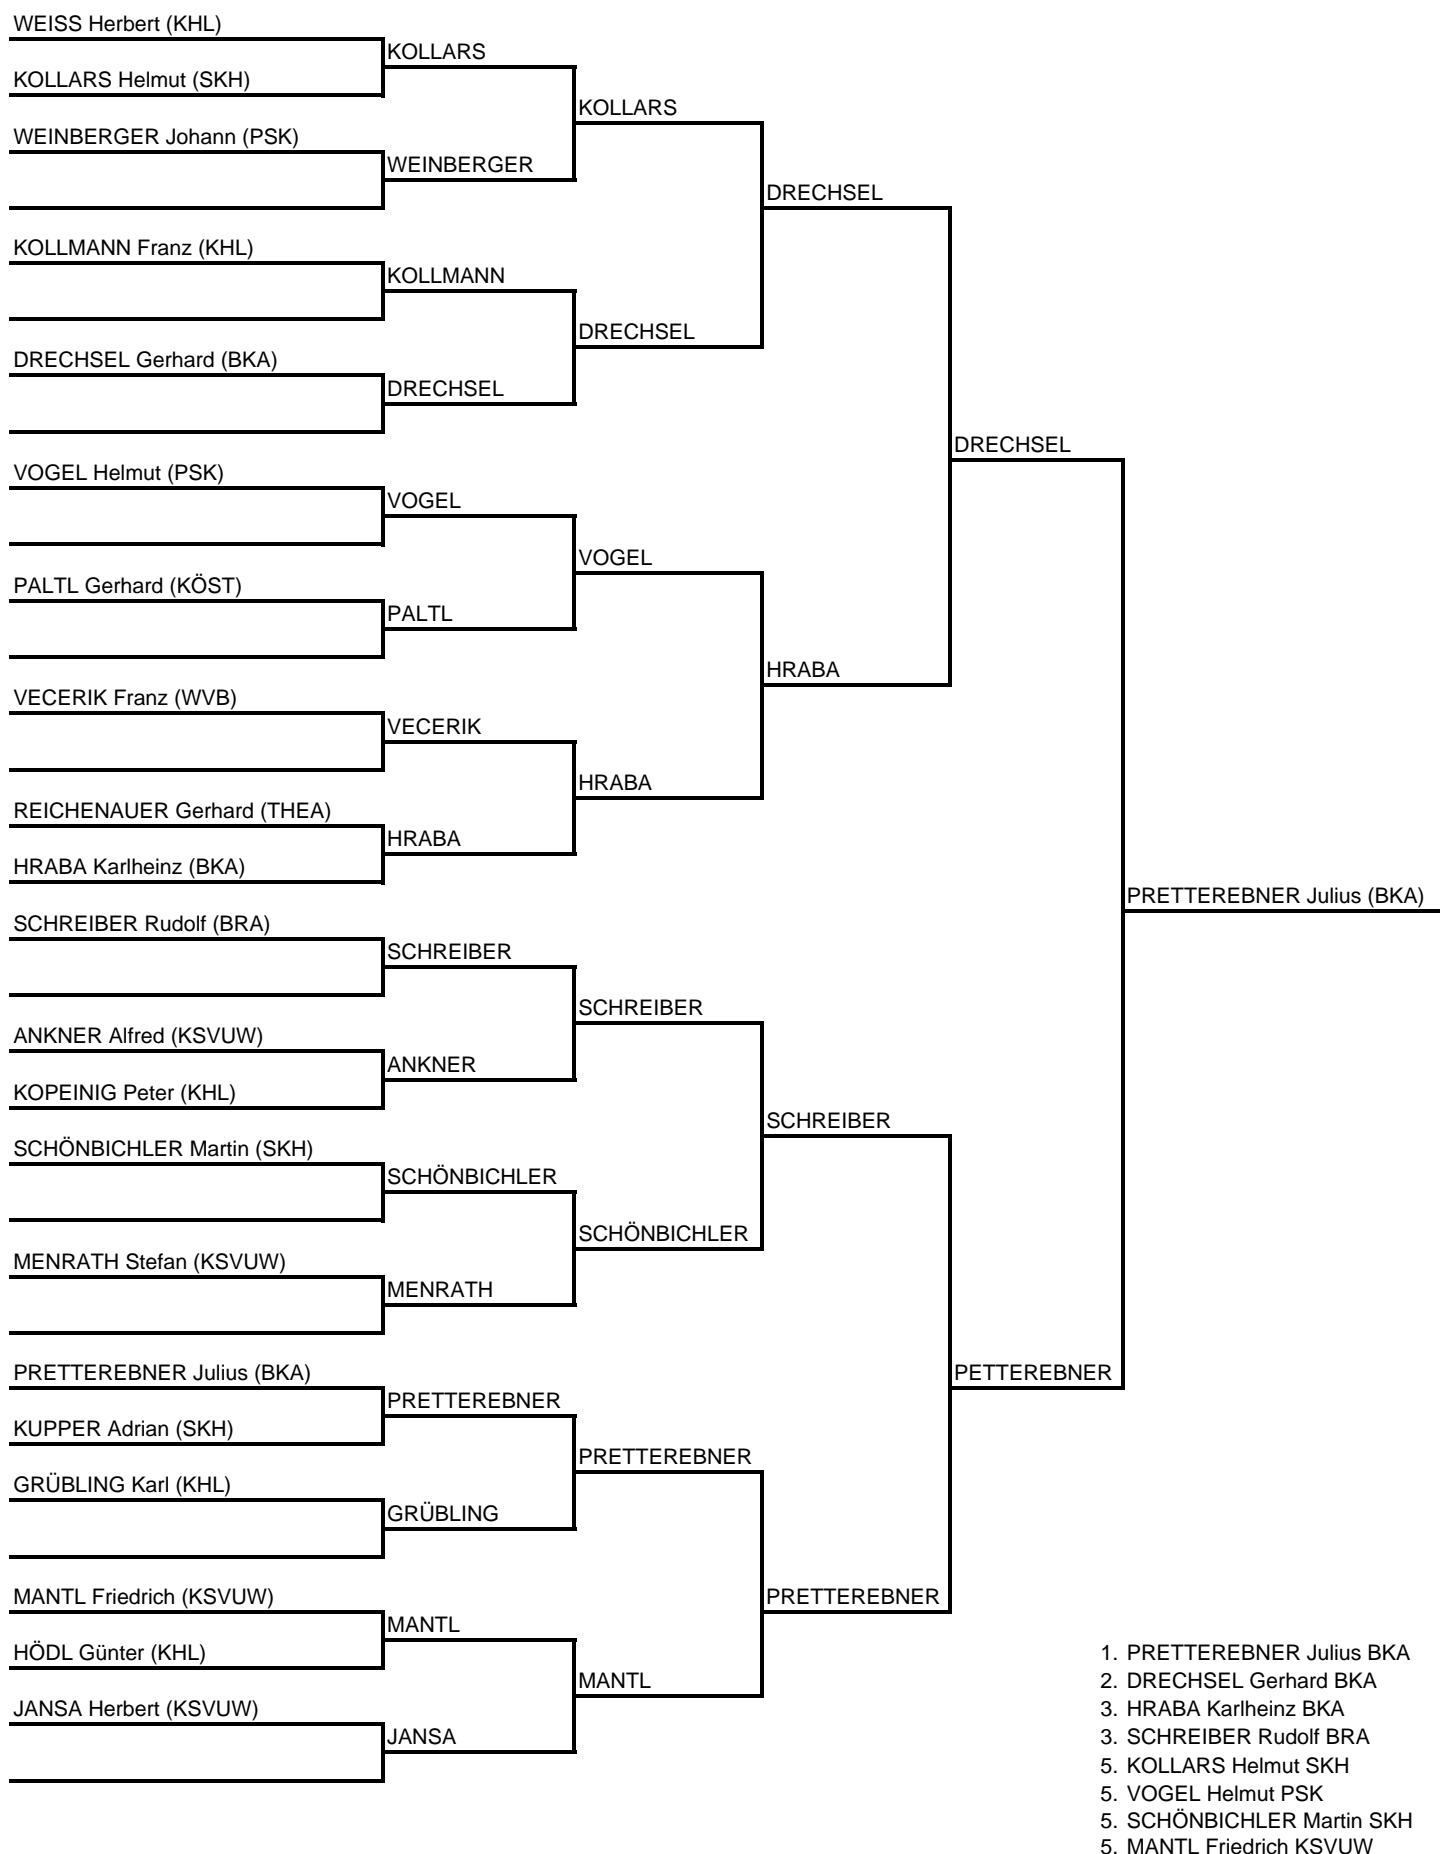 WEISS Herbert (KHL)
KOLLARS
KOLLARS Helmut (SKH)
KOLLARS
WEINBERGER Johann (PSK)
WEINBERGER
DRECHSEL
KOLLMANN Franz (KHL)
KOLLMANN
DRECHSEL
DRECHSEL Gerhard (BKA)
DRECHSEL
DRECHSEL
VOGEL Helmut (PSK)
VOGEL
VOGEL
PALTL Gerhard (KÖST)
PALTL
HRABA
VECERIK Franz (WVB)
VECERIK
HRABA
REICHENAUER Gerhard (THEA)
HRABA
HRABA Karlheinz (BKA)
PRETTEREBNER Julius (BKA)
SCHREIBER Rudolf (BRA)
SCHREIBER
SCHREIBER
ANKNER Alfred (KSVUW)
ANKNER
KOPEINIG Peter (KHL)
SCHREIBER
SCHÖNBICHLER Martin (SKH)
SCHÖNBICHLER
SCHÖNBICHLER
MENRATH Stefan (KSVUW)
MENRATH
PRETTEREBNER Julius (BKA)
PETTEREBNER
PRETTEREBNER
KUPPER Adrian (SKH)
PRETTEREBNER
GRÜBLING Karl (KHL)
GRÜBLING
MANTL Friedrich (KSVUW)
PRETTEREBNER
MANTL
HÖDL Günter (KHL)
MANTL
JANSA Herbert (KSVUW)
JANSA
1. PRETTEREBNER Julius BKA
2. DRECHSEL Gerhard BKA
3. HRABA Karlheinz BKA
3. SCHREIBER Rudolf BRA
5. KOLLARS Helmut SKH
5. VOGEL Helmut PSK
5. SCHÖNBICHLER Martin SKH
5. MANTL Friedrich KSVUW